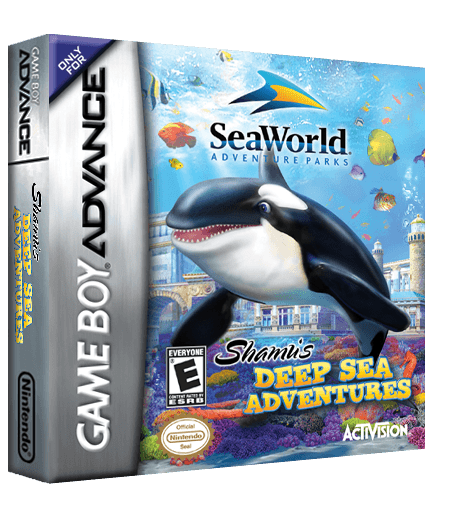 GAME BOY
ADVANCE
Shamu's
DEEP SEA
ADVENTURES
Nintendo®
ONLY
FOR
GAME BOY ADVANCE
SeaWorld.
ADVENTURE PARKS
Shamu's
DEEP SEA
ADVENTURES
EVERYONE
E
CONTENT RATED BY
ESRB
Official
Nintendo
Seal
ACTIVISION